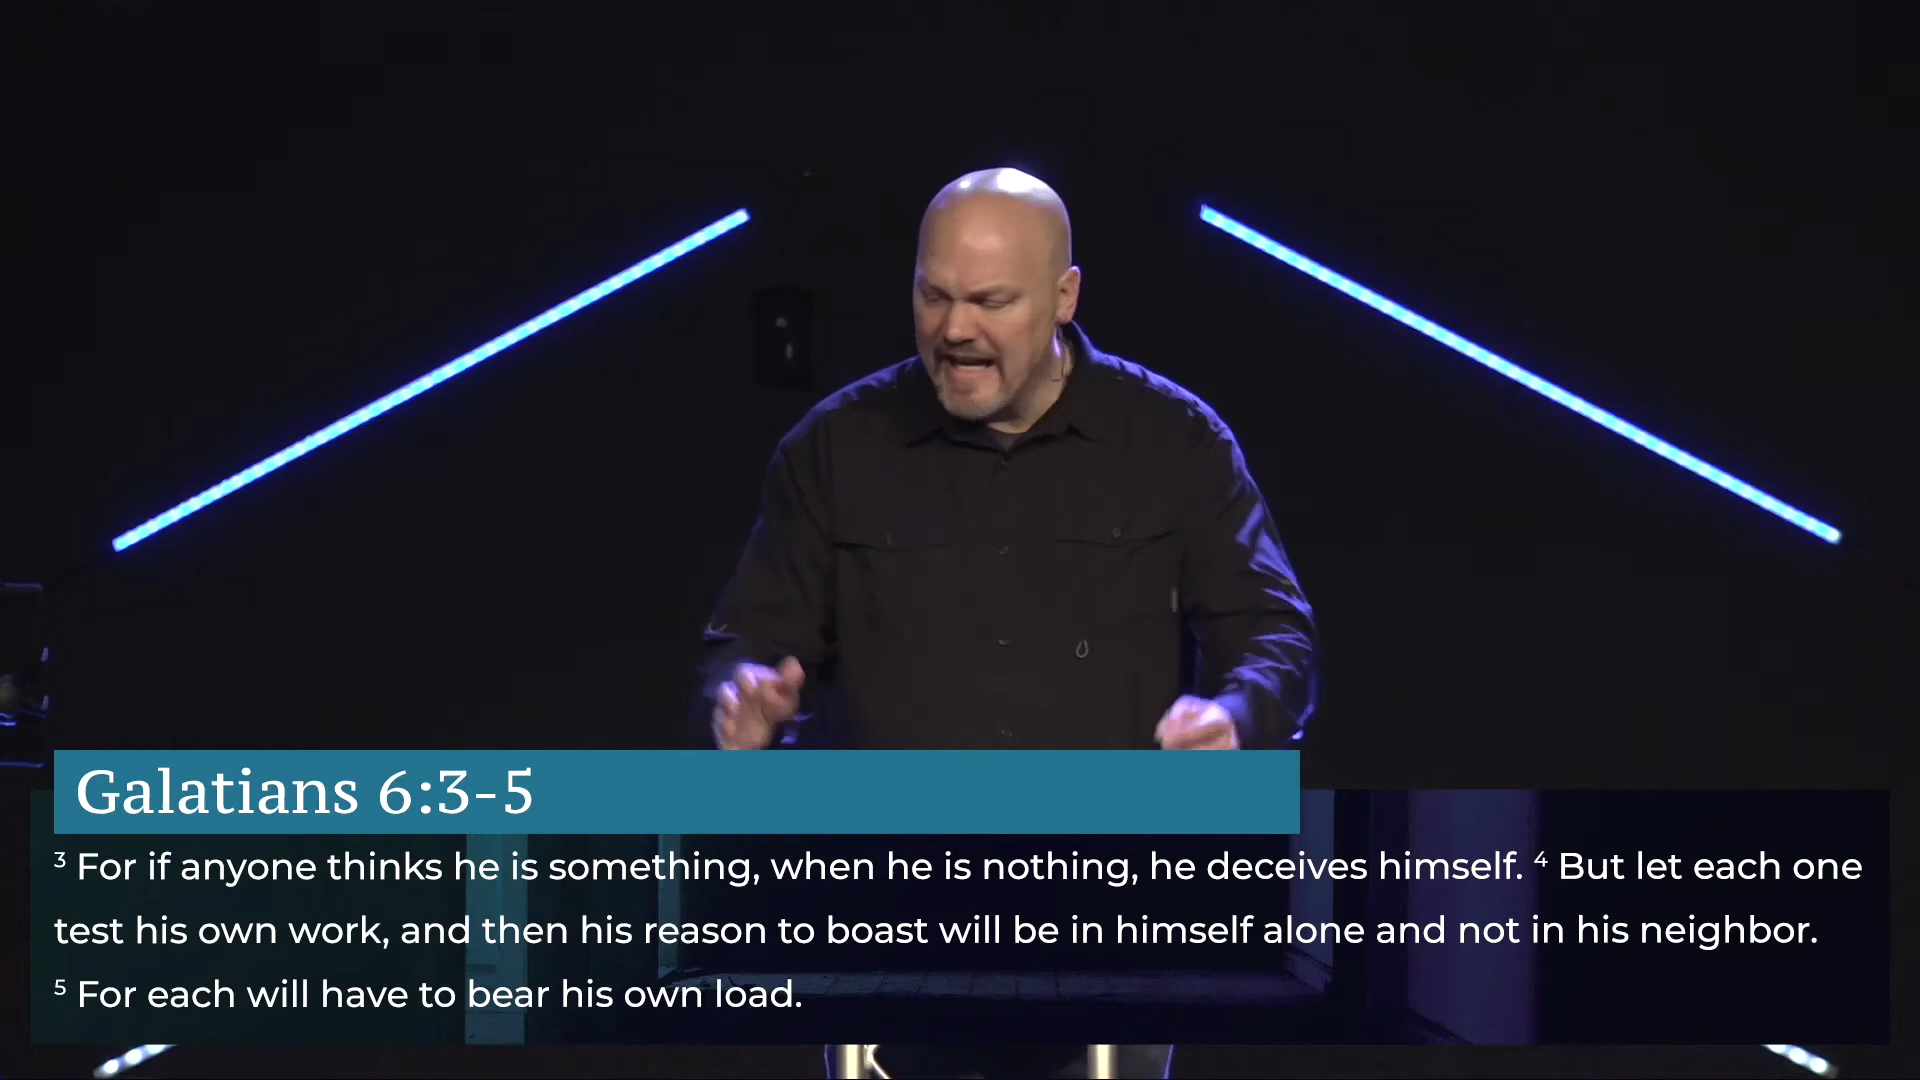 Galatians 6:3-5
³ For if anyone thinks he is something, when he is nothing, he deceives himself. ⁴ But let each one
test his own work, and then his reason to boast will be in himself alone and not in his neighbor.
⁵ For each will have to bear his own load.